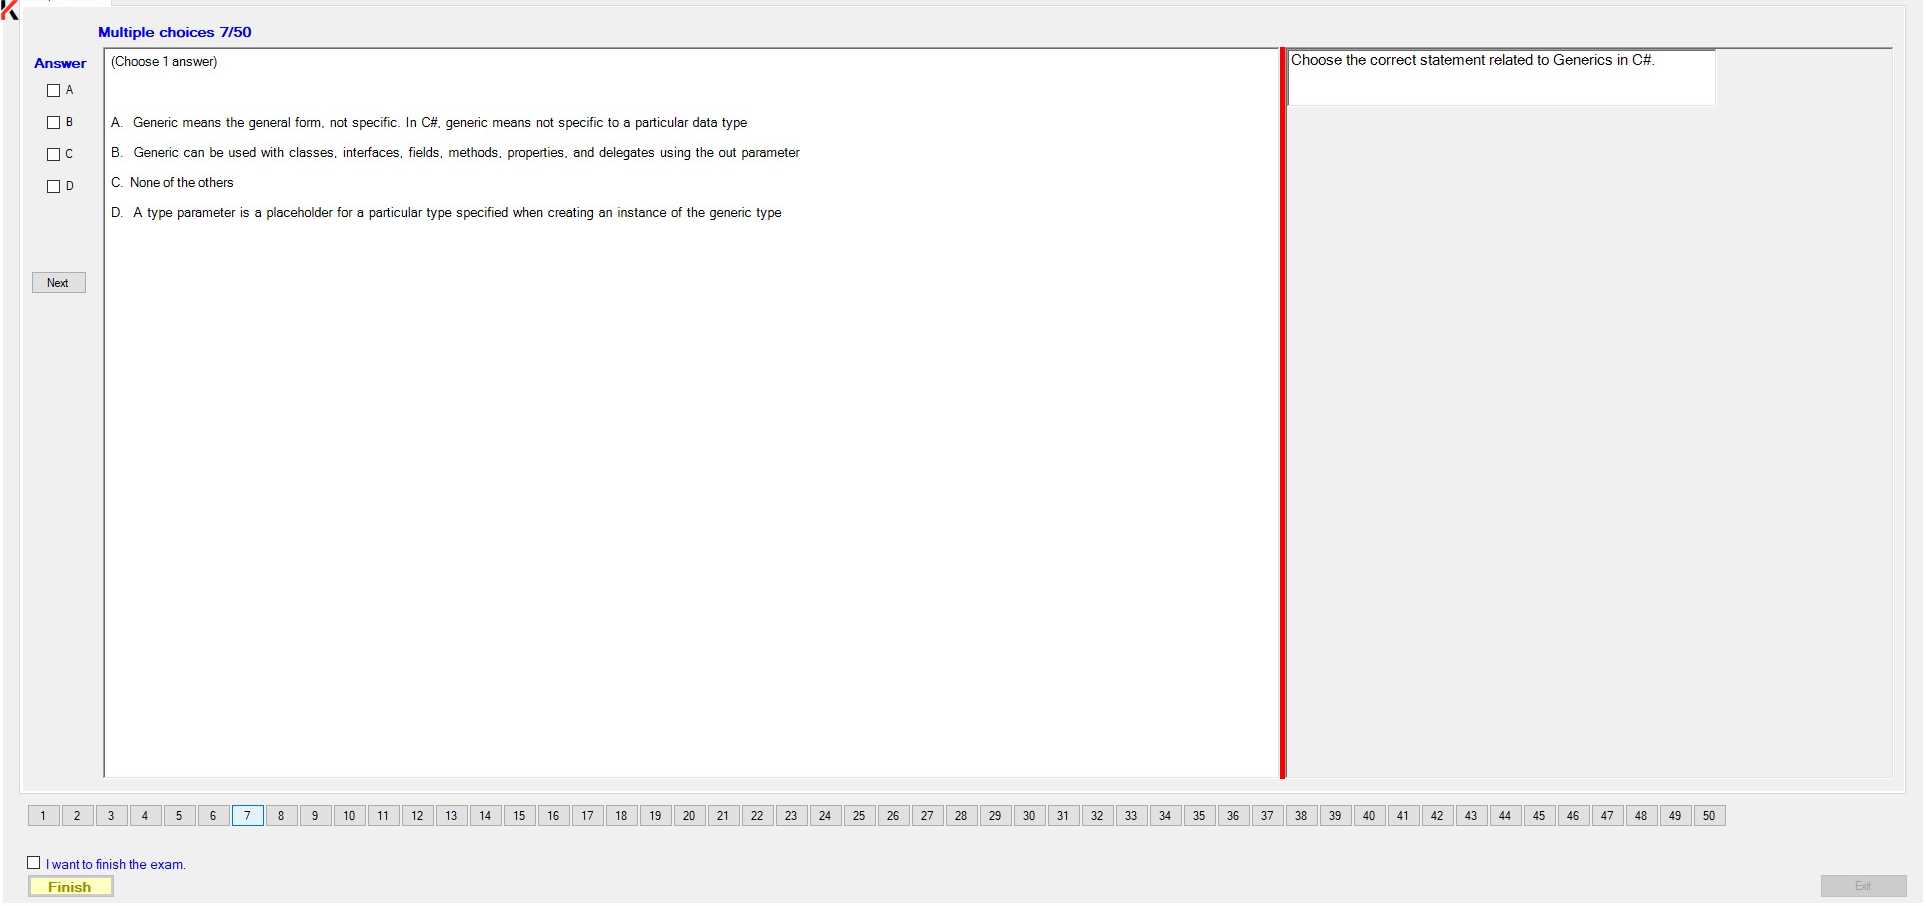 Multiple choices 7/50
Answer
A
B
C
D
Next
(Choose 1 answer)
A. Generic means the general form, not specific. In C#, generic means not specific to a particular data type
B. Generic can be used with classes, interfaces, fields, methods, properties, and delegates using the out parameter
C. None of the others
D. A type parameter is a placeholder for a particular type specified when creating an instance of the generic type
Choose the correct statement related to Generics in C#.
1 2 3 4 5 6 7 8 9 10 11 12 13 14 15 16 17 18 19 20 21 22 23 24 25 26 27 28 29 30 31 32 33 34 35 36 37 38 39 40 41 42 43 44 45 46 47 48 49 50
I want to finish the exam.
Finish
Exit